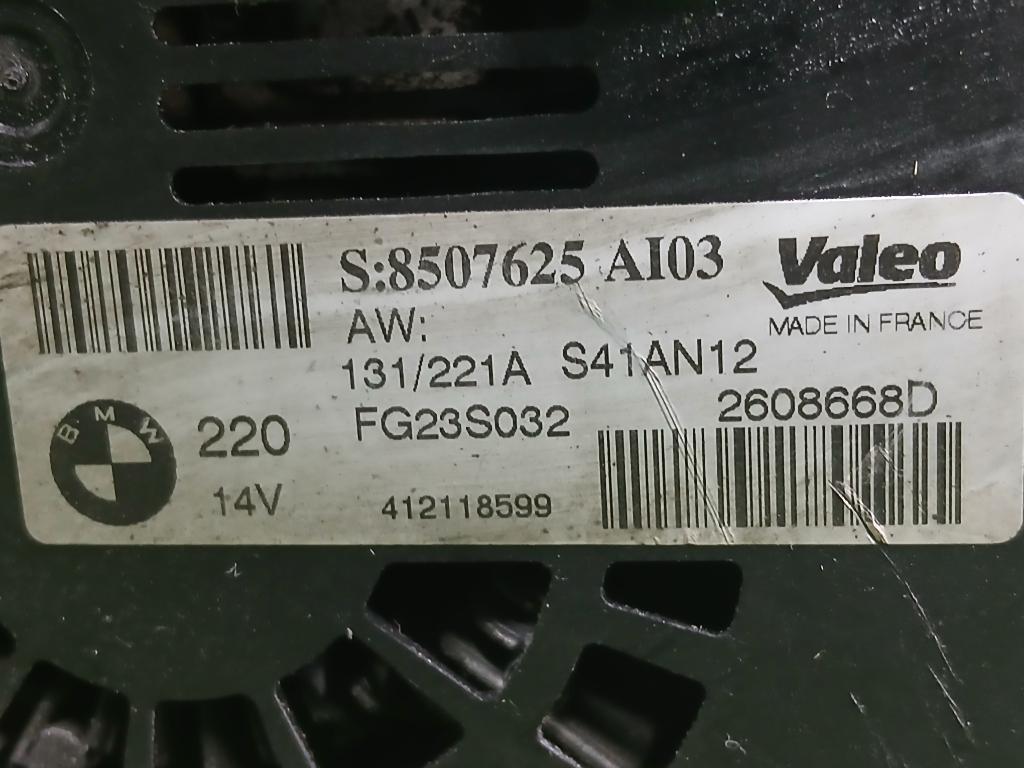 S:8507625 AI03
Valeo
MADE IN FRANCE
AW:
131/221A S41AN12
BMW
220
FG23S032
2608668D
14V
412118599